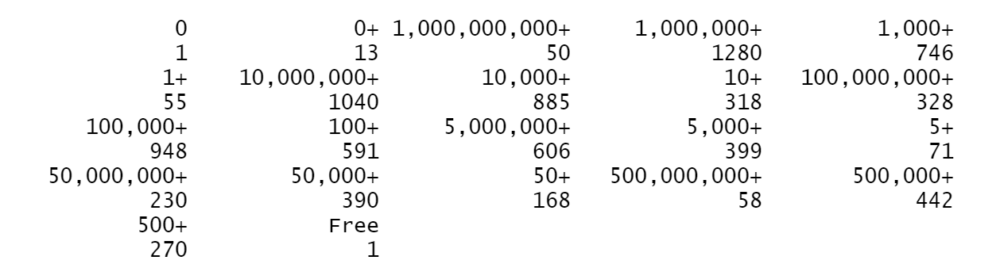 0 0+ 1,000,000,000+ 1,000,000+ 1,000+
1 13 50 1280 746
1+ 10,000,000+ 10,000+ 10+ 100,000,000+
55 1040 885 318 328
100,000+ 100+ 5,000,000+ 5,000+ 5+
948 591 606 399 71
50,000,000+ 50,000+ 50+ 500,000,000+ 500,000+
230 390 168 58 442
500+ Free
270 1